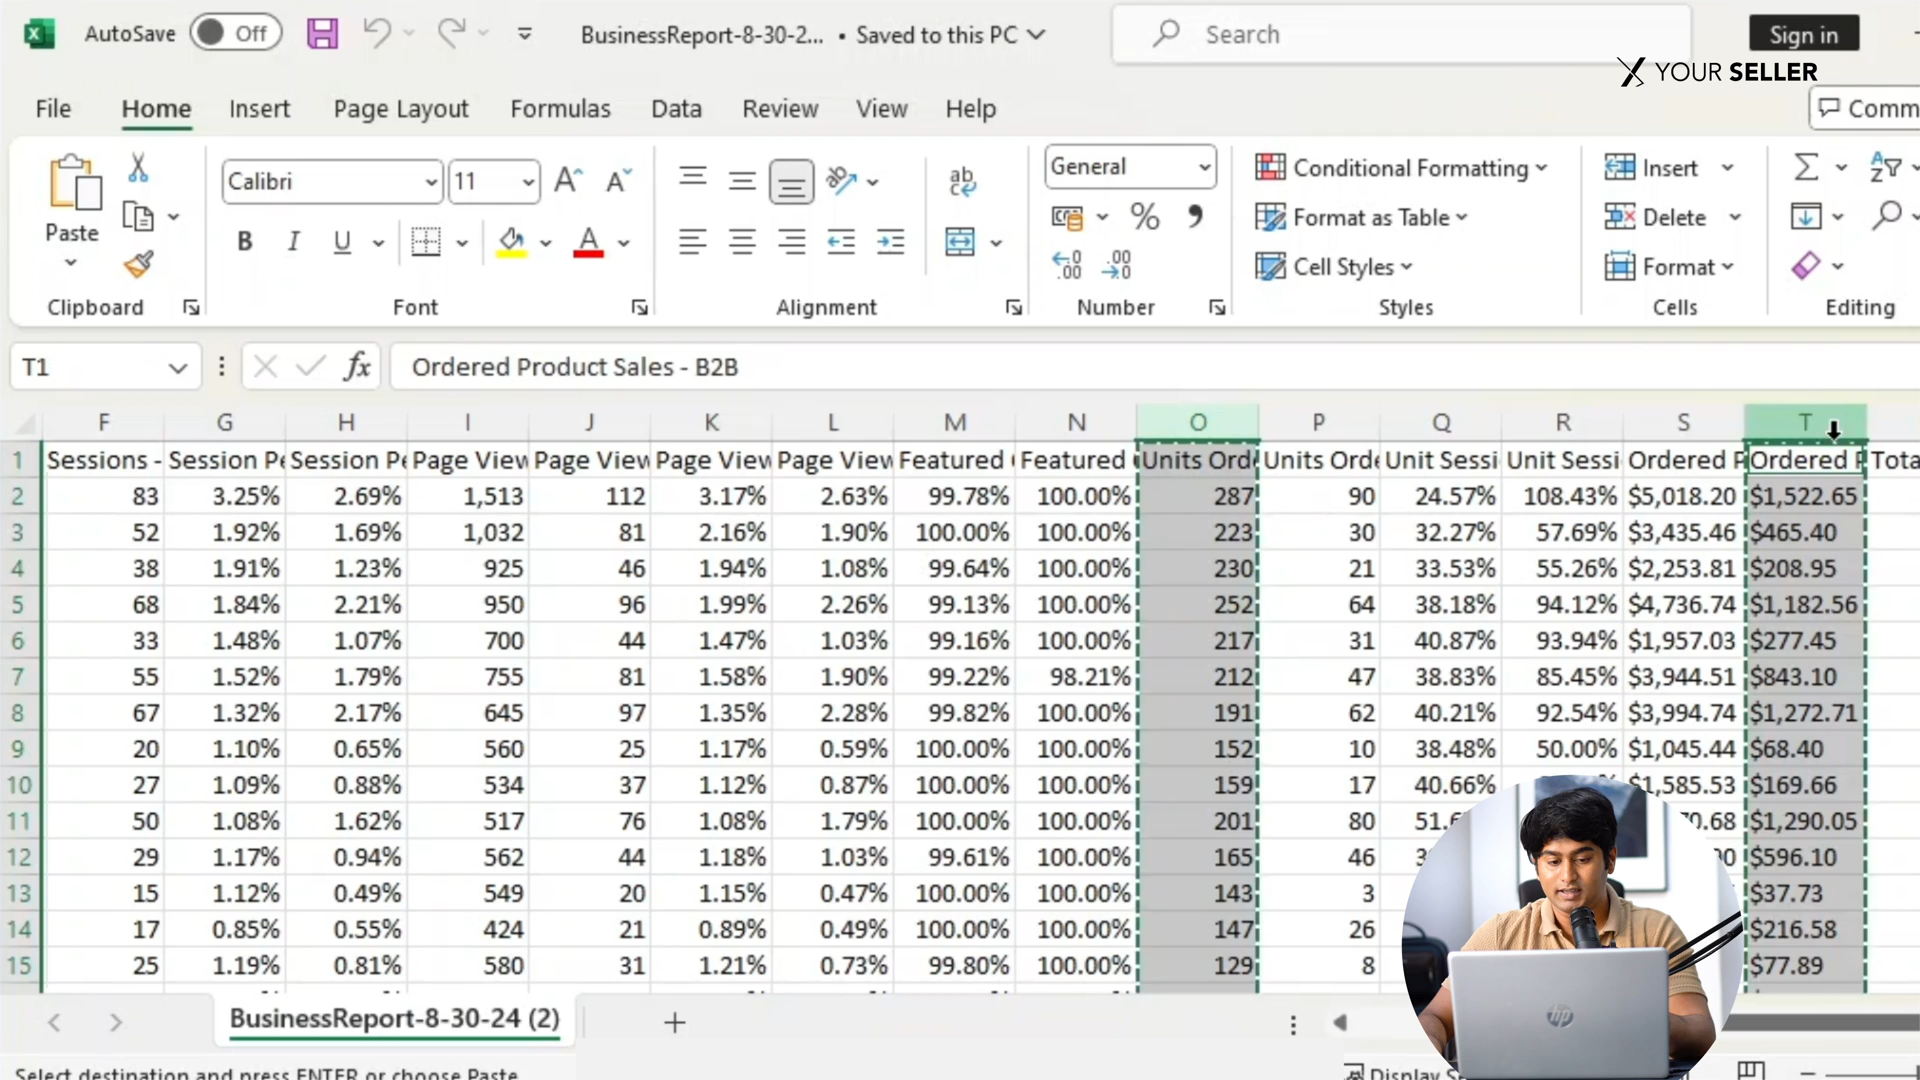 AutoSave Off BusinessReport-8-30-2... • Saved to this PC Search Sign in
YOUR SELLER
File Home Insert Page Layout Formulas Data Review View Help Comm
Calibri 11 General Conditional Formatting Insert
Paste Format as Table Delete
Cell Styles Format
Clipboard Font Alignment Number Styles Cells Editing
T1 fx Ordered Product Sales - B2B
F G H I J K L M N O P Q R S T
1 Sessions - Session Pe Session Pe Page View Page View Page View Page View Featured Featured Units Ord Units Orde Unit Sessi Unit Sessi Ordered P Ordered P Tota
2 83 3.25% 2.69% 1,513 112 3.17% 2.63% 99.78% 100.00% 287 90 24.57% 108.43% $5,018.20 $1,522.65
3 52 1.92% 1.69% 1,032 81 2.16% 1.90% 100.00% 100.00% 223 30 32.27% 57.69% $3,435.46 $465.40
4 38 1.91% 1.23% 925 46 1.94% 1.08% 99.64% 100.00% 230 21 33.53% 55.26% $2,253.81 $208.95
5 68 1.84% 2.21% 950 96 1.99% 2.26% 99.13% 100.00% 252 64 38.18% 94.12% $4,736.74 $1,182.56
6 33 1.48% 1.07% 700 44 1.47% 1.03% 99.16% 100.00% 217 31 40.87% 93.94% $1,957.03 $277.45
7 55 1.52% 1.79% 755 81 1.58% 1.90% 99.22% 98.21% 212 47 38.83% 85.45% $3,944.51 $843.10
8 67 1.32% 2.17% 645 97 1.35% 2.28% 99.82% 100.00% 191 62 40.21% 92.54% $3,994.74 $1,272.71
9 20 1.10% 0.65% 560 25 1.17% 0.59% 100.00% 100.00% 152 10 38.48% 50.00% $1,045.44 $68.40
10 27 1.09% 0.88% 534 37 1.12% 0.87% 100.00% 100.00% 159 17 40.66% $1,585.53 $169.66
11 50 1.08% 1.62% 517 76 1.08% 1.79% 100.00% 100.00% 201 80 51.6 0.68 $1,290.05
12 29 1.17% 0.94% 562 44 1.18% 1.03% 99.61% 100.00% 165 46 $596.10
13 15 1.12% 0.49% 549 20 1.15% 0.47% 100.00% 100.00% 143 3 $37.73
14 17 0.85% 0.55% 424 21 0.89% 0.49% 100.00% 100.00% 147 26 $216.58
15 25 1.19% 0.81% 580 31 1.21% 0.73% 99.80% 100.00% 129 8 $77.89
BusinessReport-8-30-24 (2)
hp
Select destination and press ENTER or choose Paste Display S